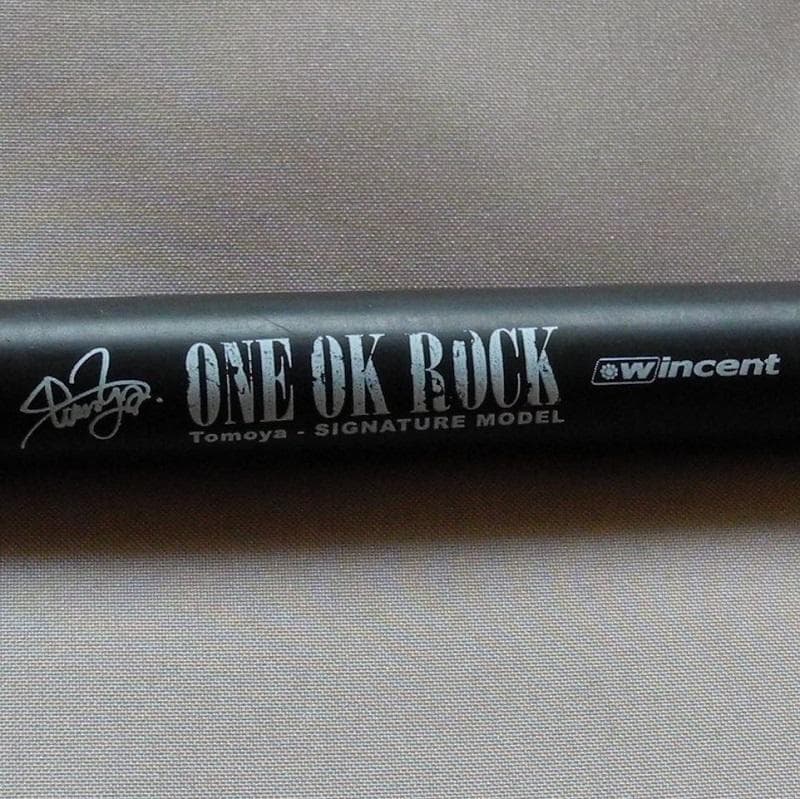 ONE OK ROCK
Tomoya - SIGNATURE MODEL
wincent